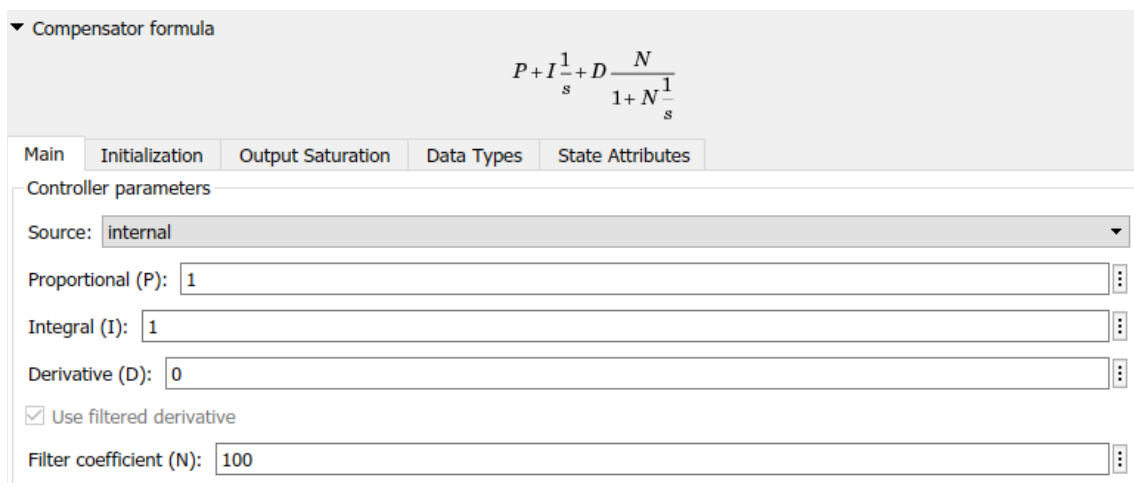 Compensator formula
P + I 1/s + D N/(1 + N 1/s)
Main Initialization Output Saturation Data Types State Attributes
Controller parameters
Source: internal
Proportional (P): 1
Integral (I): 1
Derivative (D): 0
Use filtered derivative
Filter coefficient (N): 100